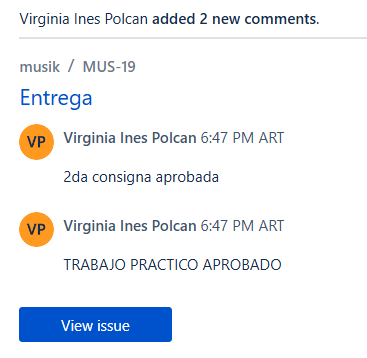 Virginia Ines Polcan added 2 new comments.
musik / MUS-19
Entrega
VP
Virginia Ines Polcan 6:47 PM ART
2da consigna aprobada
VP
Virginia Ines Polcan 6:47 PM ART
TRABAJO PRACTICO APROBADO
View issue